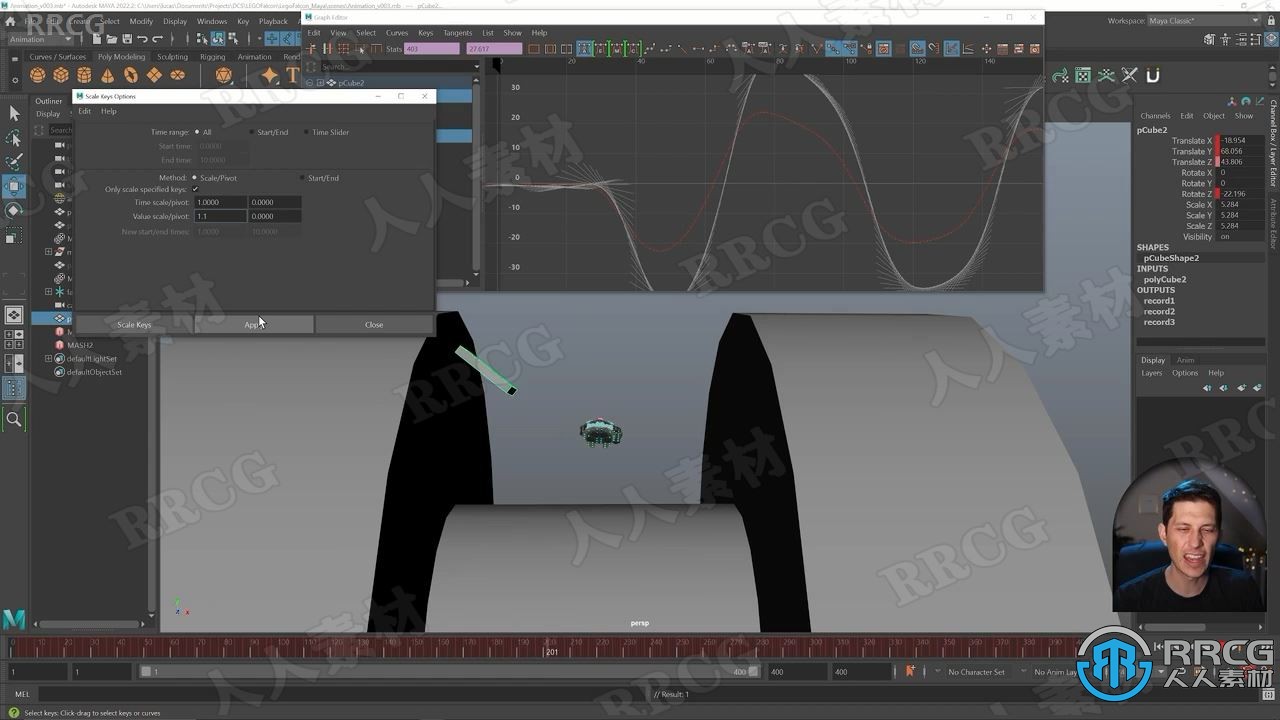 Animation_v003.mb* - Autodesk MAYA 2022.2: C:\Users\lucas\Documents\Projects\DCS\LEGOFalcon\LegoFalcon_Maya\scenes\Animation_v003.mb --- pCube2...
Select Modify Display Windows Key Playback
Workspace: Maya Classic*
Animation
Graph Editor
Edit View Select Curves Keys Tangents List Show Help
Stats 403 27.617
Search...
pCube2
Curves / Surfaces Poly Modeling Sculpting Rigging Animation
Scale Keys Options
Edit Help
Time range: All Start/End Time Slider
Start time: 0.0000
End time: 10.0000
Method: Scale/Pivot Start/End
Only scale specified keys:
Time scale/pivot: 1.0000 0.0000
Value scale/pivot: 1.1 0.0000
New start/end times: 1.0000 10.0000
Scale Keys
Close
Outliner
Display
Search
MASH2
defaultLightSet
defaultObjectSet
30
20
10
0
-10
-20
-30
20 40 60 80 100 120 140
Channels Edit Object Show
pCube2
Translate X -18.954
Translate Y 68.056
Translate Z 43.806
Rotate X 0
Rotate Y 0
Rotate Z -22.196
Scale X 5.284
Scale Y 5.284
Scale Z 5.284
Visibility on
SHAPES
pCubeShape2
INPUTS
polyCube2
OUTPUTS
record1
record2
record3
Display Anim
Layers Options Help
Channel Box / Layer Editor
Attribute Editor
persp
201
1 1 1 400 400 400
No Character Set
No Anim Lay
MEL
// Result: 1
Select keys: Click-drag to select keys or curves
RRCG
人人素材